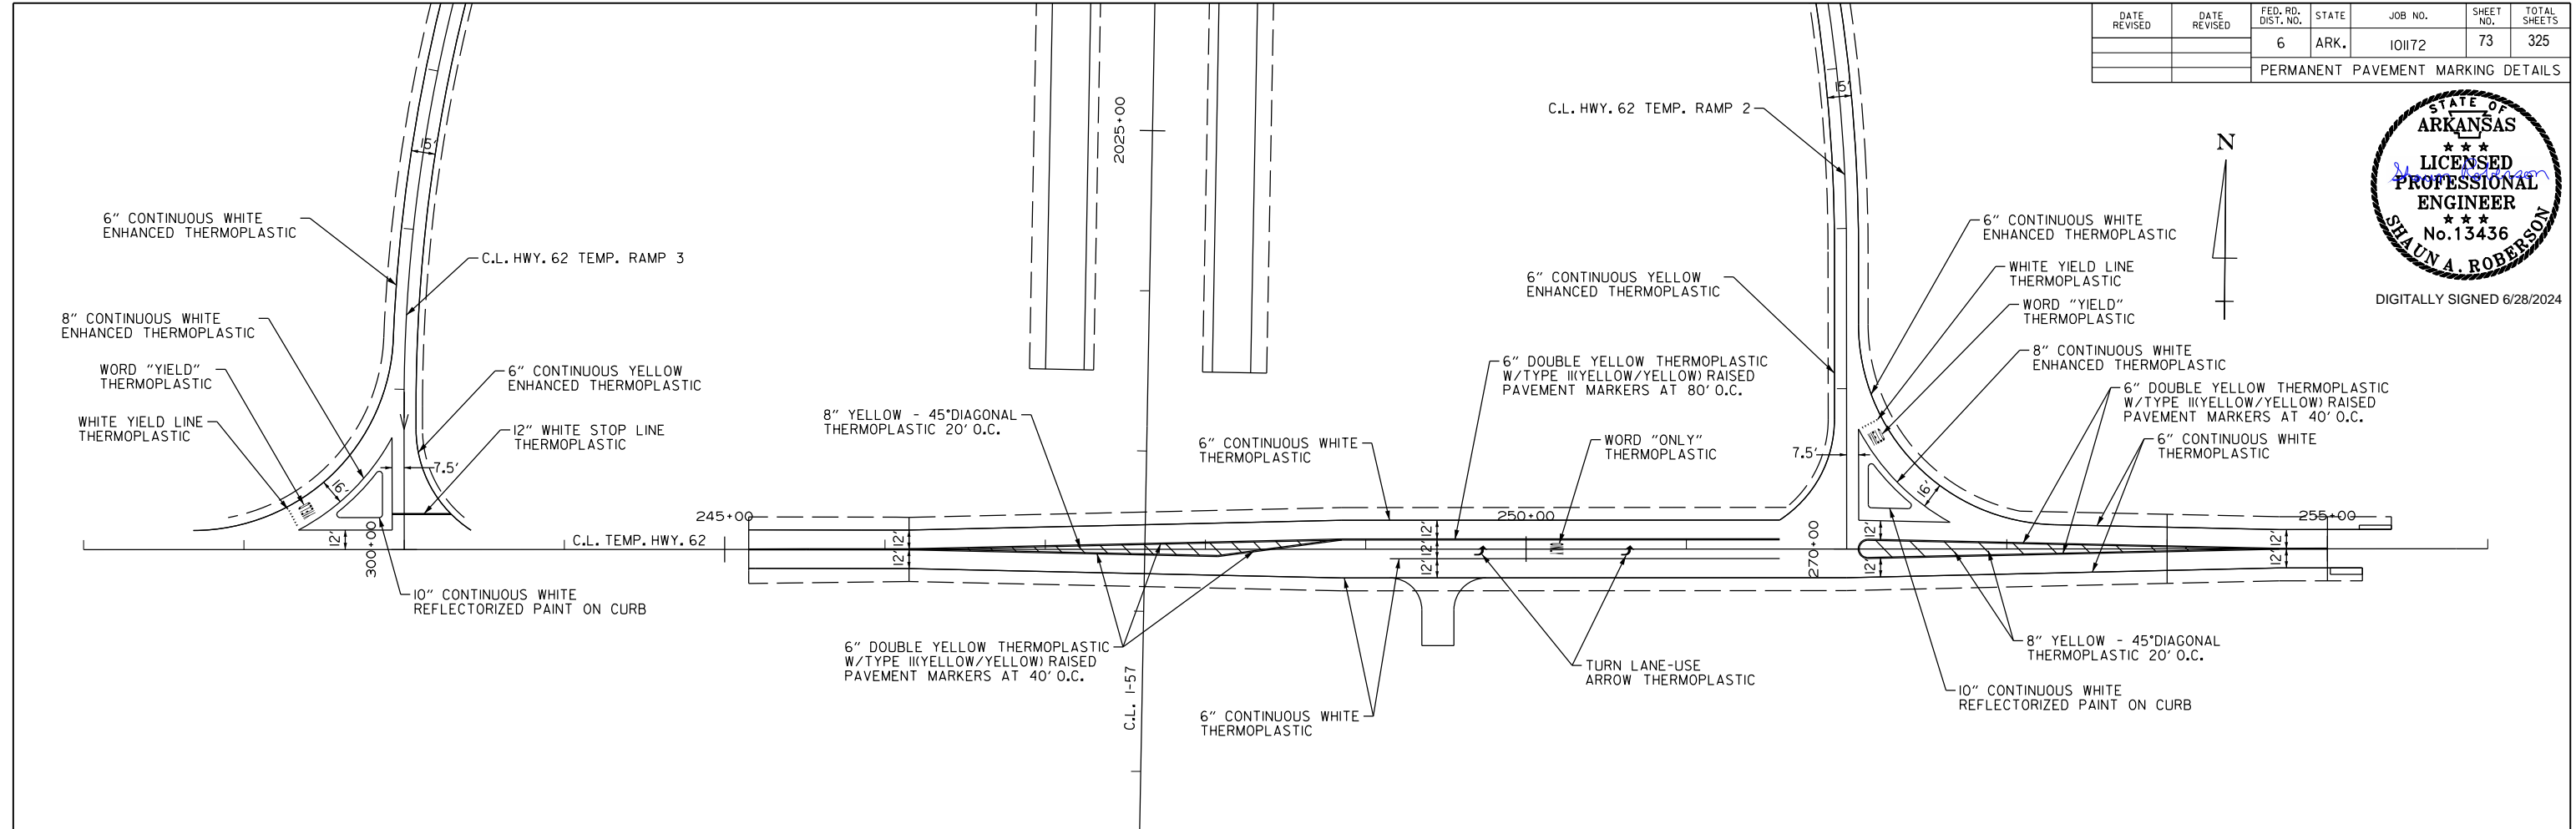 DATE
REVISED
DATE
REVISED
FED. RD.
DIST. NO.
STATE
JOB NO.
SHEET
NO.
TOTAL
SHEETS
6
ARK.
101172
73
325
PERMANENT PAVEMENT MARKING DETAILS
STATE OF
ARKANSAS
★ ★ ★
LICENSED
PROFESSIONAL
ENGINEER
★ ★ ★
No.13436
SHAUN A. ROBERSON
Shaun Roberson
DIGITALLY SIGNED 6/28/2024
N
2025+00
15'
15'
C.L. HWY. 62 TEMP. RAMP 2
6" CONTINUOUS WHITE
ENHANCED THERMOPLASTIC
C.L. HWY. 62 TEMP. RAMP 3
8" CONTINUOUS WHITE
ENHANCED THERMOPLASTIC
WORD "YIELD"
THERMOPLASTIC
WHITE YIELD LINE
THERMOPLASTIC
6" CONTINUOUS YELLOW
ENHANCED THERMOPLASTIC
12" WHITE STOP LINE
THERMOPLASTIC
7.5'
16'
YIELD
12'
300+00
10" CONTINUOUS WHITE
REFLECTORIZED PAINT ON CURB
C.L. TEMP. HWY. 62
245+00
12'
12'
8" YELLOW - 45°DIAGONAL
THERMOPLASTIC 20' O.C.
6" CONTINUOUS WHITE
THERMOPLASTIC
6" DOUBLE YELLOW THERMOPLASTIC
W/TYPE II(YELLOW/YELLOW) RAISED
PAVEMENT MARKERS AT 80' O.C.
WORD "ONLY"
THERMOPLASTIC
6" CONTINUOUS YELLOW
ENHANCED THERMOPLASTIC
6" CONTINUOUS WHITE
ENHANCED THERMOPLASTIC
WHITE YIELD LINE
THERMOPLASTIC
WORD "YIELD"
THERMOPLASTIC
8" CONTINUOUS WHITE
ENHANCED THERMOPLASTIC
6" DOUBLE YELLOW THERMOPLASTIC
W/TYPE II(YELLOW/YELLOW) RAISED
PAVEMENT MARKERS AT 40' O.C.
6" CONTINUOUS WHITE
THERMOPLASTIC
7.5'
YIELD
16'
250+00
ONLY
12'
12'
12'
270+00
12'
12'
255+00
12'
12'
6" DOUBLE YELLOW THERMOPLASTIC
W/TYPE II(YELLOW/YELLOW) RAISED
PAVEMENT MARKERS AT 40' O.C.
C.L. I-57
6" CONTINUOUS WHITE
THERMOPLASTIC
TURN LANE-USE
ARROW THERMOPLASTIC
8" YELLOW - 45°DIAGONAL
THERMOPLASTIC 20' O.C.
10" CONTINUOUS WHITE
REFLECTORIZED PAINT ON CURB